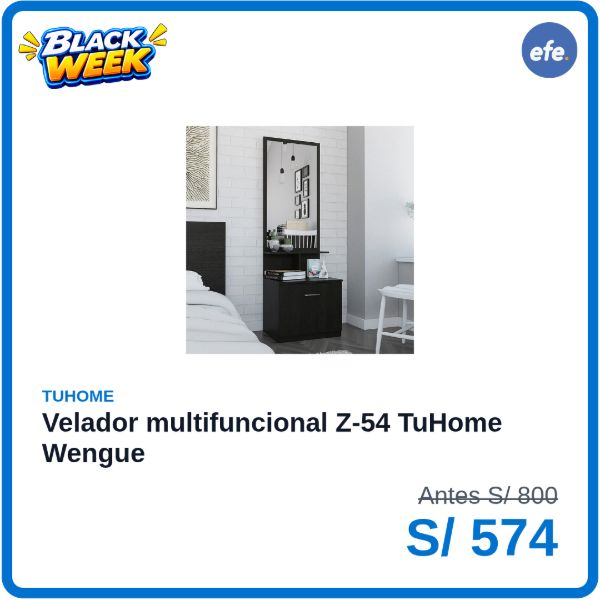 BLACK
WEEK
efe.
TUHOME
Velador multifuncional Z-54 TuHome
Wengue
Antes S/ 800
S/ 574